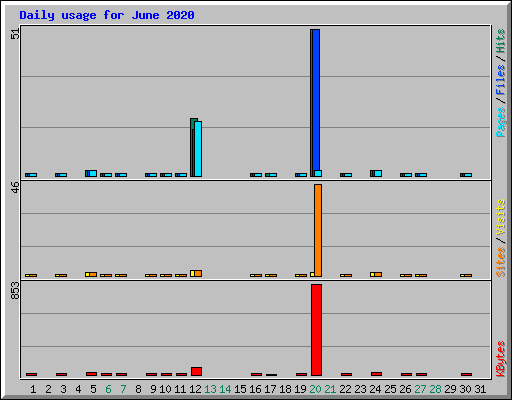 Daily usage for June 2020
51
46
853
Pages / Files / Hits
Sites / Visits
KBytes
1 2 3 4 5 6 7 8 9 10 11 12 13 14 15 16 17 18 19 20 21 22 23 24 25 26 27 28 29 30 31